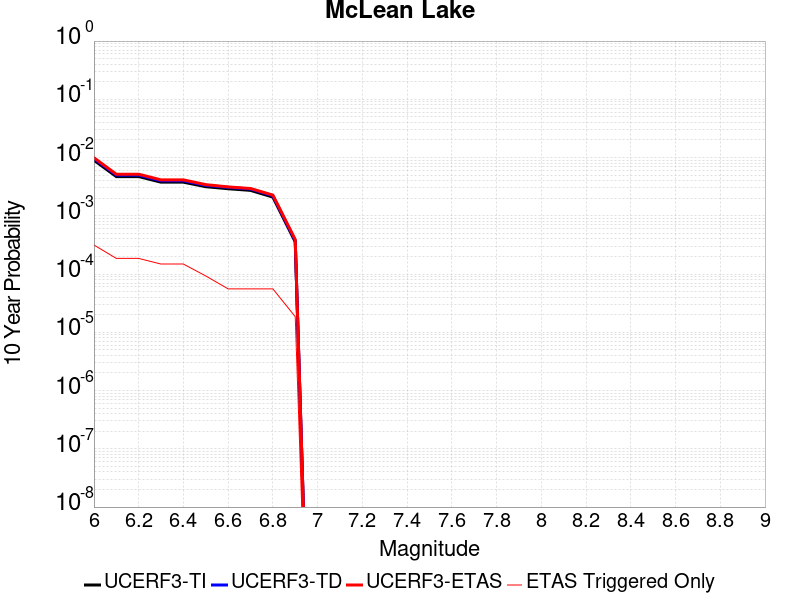 McLean Lake
10^0
10^-1
10^-2
10^-3
10^-4
10^-5
10^-6
10^-7
10^-8
10 Year Probability
6 6.2 6.4 6.6 6.8 7 7.2 7.4 7.6 7.8 8 8.2 8.4 8.6 8.8 9
Magnitude
UCERF3-TI UCERF3-TD UCERF3-ETAS ETAS Triggered Only